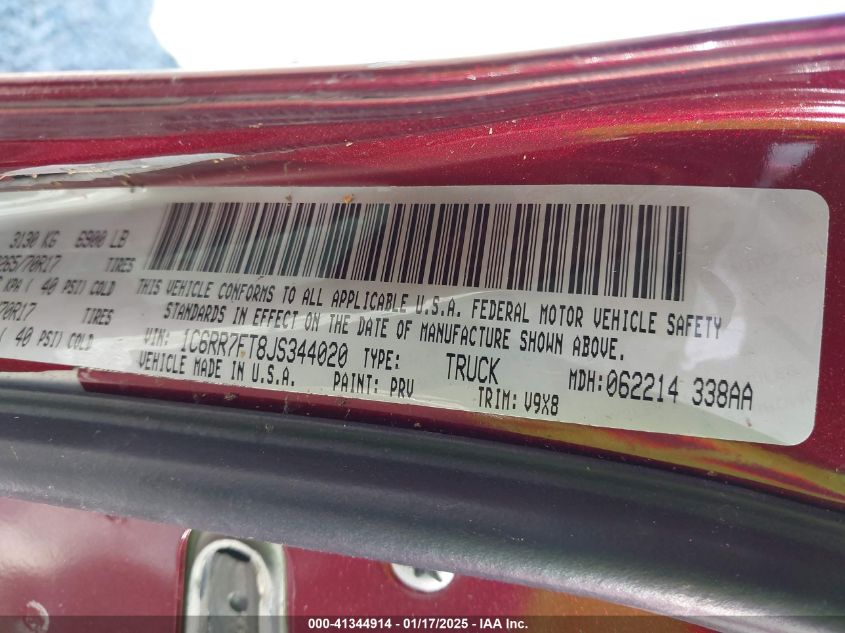 3130 KG 6900 LB
265/70R17 TIRES
KPA ( 40 PSI) COLD
70R17 TIRES
( 40 PSI) COLD
THIS VEHICLE CONFORMS TO ALL APPLICABLE U.S.A. FEDERAL MOTOR VEHICLE SAFETY
STANDARDS IN EFFECT ON THE DATE OF MANUFACTURE SHOWN ABOVE.
VIN: 1C6RR7FT8JS344020 TYPE: TRUCK MDH:062214 338AA
VEHICLE MADE IN U.S.A. PAINT: PRV TRIM: V9X8
000-41344914 / 01/17/2025 - IAA Inc.